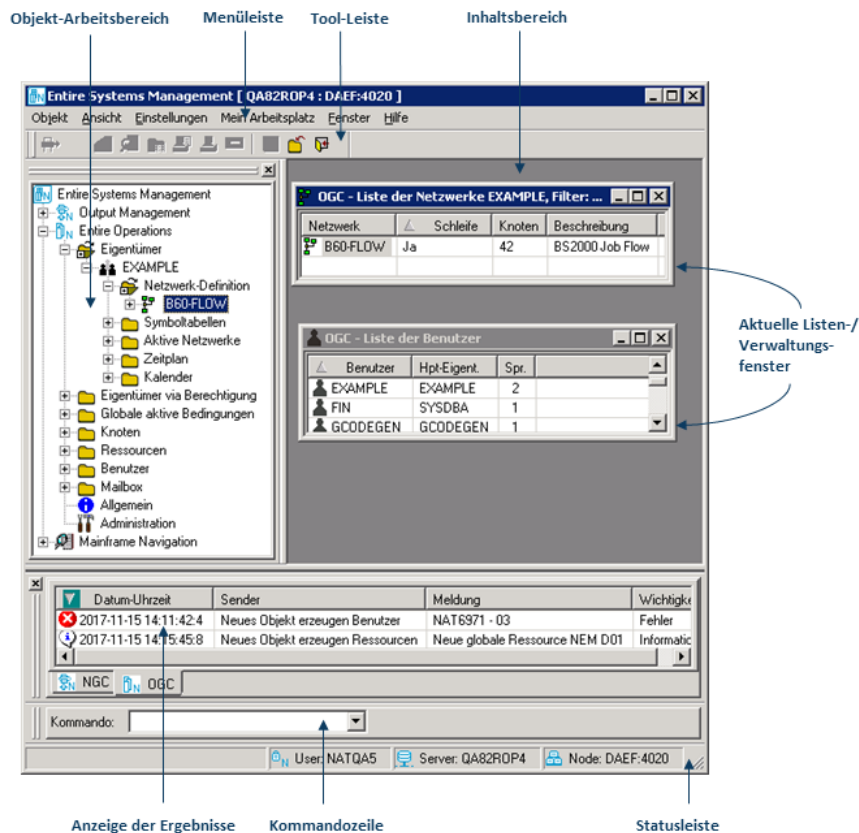 Objekt-Arbeitsbereich Menüleiste Tool-Leiste Inhaltsbereich
Entire Systems Management [ QA82ROP4 : DAEF:4020 ]
Objekt Ansicht Einstellungen Mein Arbeitsplatz Fenster Hilfe
Entire Systems Management
Output Management
Entire Operations
Eigentümer
EXAMPLE
Netzwerk-Definition
B60-FLOW
Symboltabellen
Aktive Netzwerke
Zeitplan
Kalender
Eigentümer via Berechtigung
Globale aktive Bedingungen
Knoten
Ressourcen
Benutzer
Mailbox
Allgemein
Administration
Mainframe Navigation
OGC - Liste der Netzwerke EXAMPLE, Filter: ...
Netzwerk Schleife Knoten Beschreibung
B60-FLOW Ja 42 BS2000 Job Flow
OGC - Liste der Benutzer
Benutzer Hpt-Eigent. Spr.
EXAMPLE EXAMPLE 2
FIN SYSDBA 1
GCODEGEN GCODEGEN 1
Aktuelle Listen-/
Verwaltungs-
fenster
Datum-Uhrzeit Sender Meldung Wichtigke
2017-11-15 14:11:42:4 Neues Objekt erzeugen Benutzer NAT6971 - 03 Fehler
2017-11-15 14:15:45:8 Neues Objekt erzeugen Ressourcen Neue globale Ressource NEM D01 Informatic
NGC OGC
Kommando:
User: NATQA5 Server: QA82ROP4 Node: DAEF:4020
Anzeige der Ergebnisse Kommandozeile Statusleiste